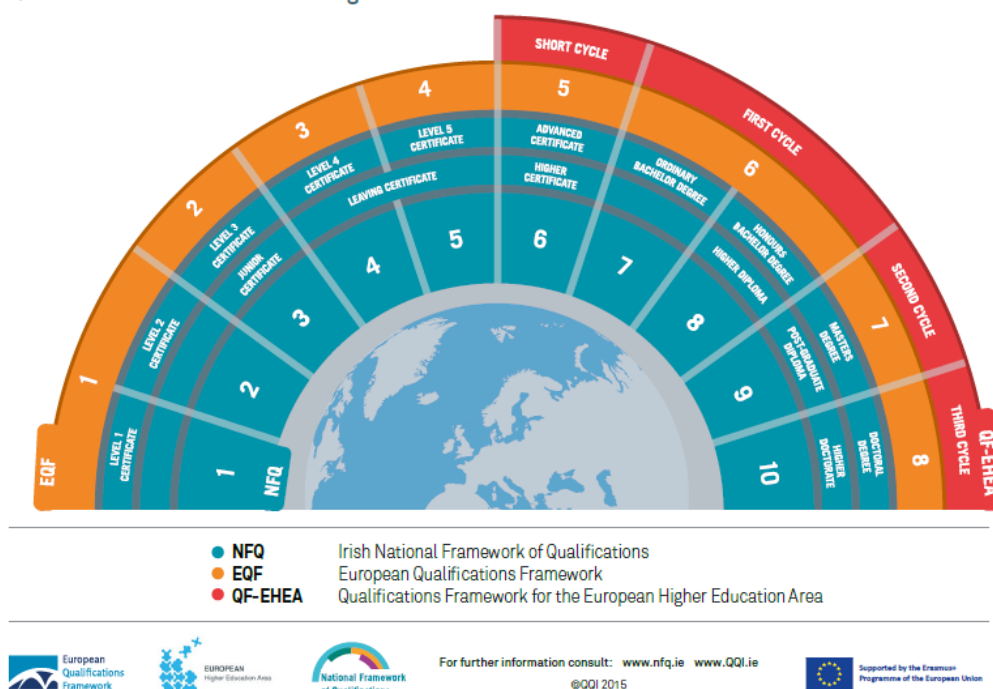 SHORT CYCLE
FIRST CYCLE
SECOND CYCLE
THIRD CYCLE
QF-EHEA
EQF
1
2
3
4
5
6
7
8
LEVEL 1
CERTIFICATE
LEVEL 2
CERTIFICATE
LEVEL 3
CERTIFICATE
JUNIOR
CERTIFICATE
LEVEL 4
CERTIFICATE
LEVEL 5
CERTIFICATE
LEAVING CERTIFICATE
ADVANCED
CERTIFICATE
HIGHER
CERTIFICATE
ORDINARY
BACHELOR DEGREE
HONOURS
BACHELOR DEGREE
HIGHER DIPLOMA
MASTERS
DEGREE
POST-GRADUATE
DIPLOMA
DOCTORAL
DEGREE
HIGHER
DOCTORATE
NFQ
1
2
3
4
5
6
7
8
9
10
NFQ Irish National Framework of Qualifications
EQF European Qualifications Framework
QF-EHEA Qualifications Framework for the European Higher Education Area
European
Qualifications
Framework
EUROPEAN
Higher Education Area
National Framework
of Qualifications
For further information consult: www.nfq.ie www.QQI.ie
@QQI 2015
Supported by the Erasmus+
Programme of the European Union